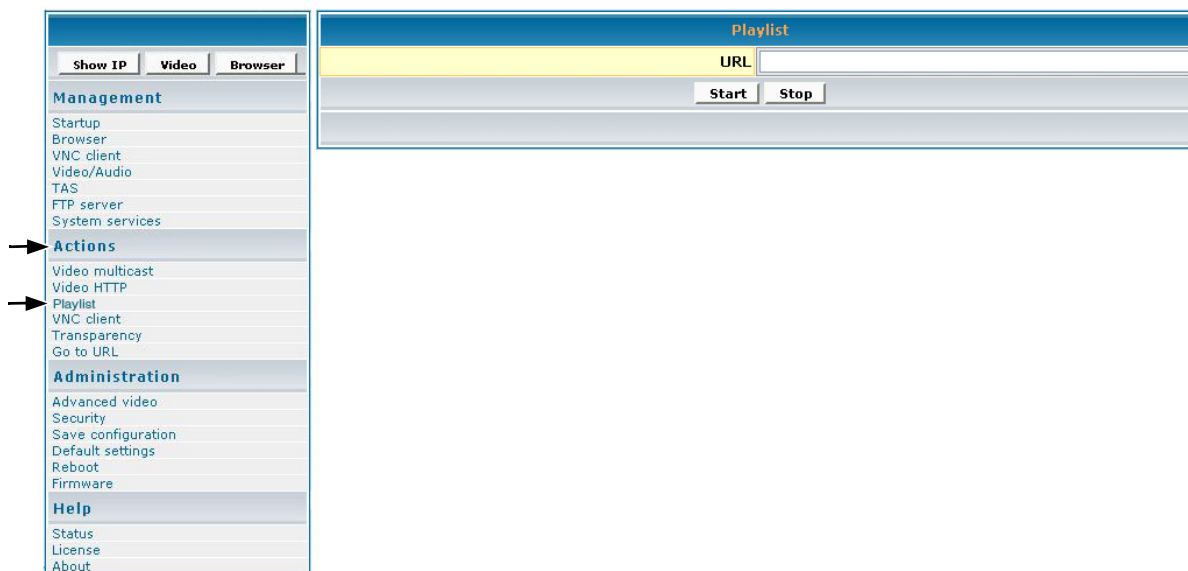 Show IP Video Browser
Management
Startup
Browser
VNC client
Video/Audio
TAS
FTP server
System services
Actions
Video multicast
Video HTTP
Playlist
VNC client
Transparency
Go to URL
Administration
Advanced video
Security
Save configuration
Default settings
Reboot
Firmware
Help
Status
License
About
Playlist
URL
Start Stop